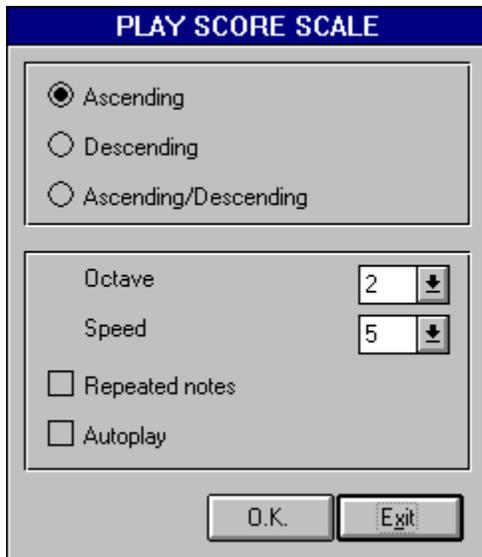 PLAY SCORE SCALE
Ascending
Descending
Ascending/Descending
Octave 2
Speed 5
Repeated notes
Autoplay
O.K. Exit